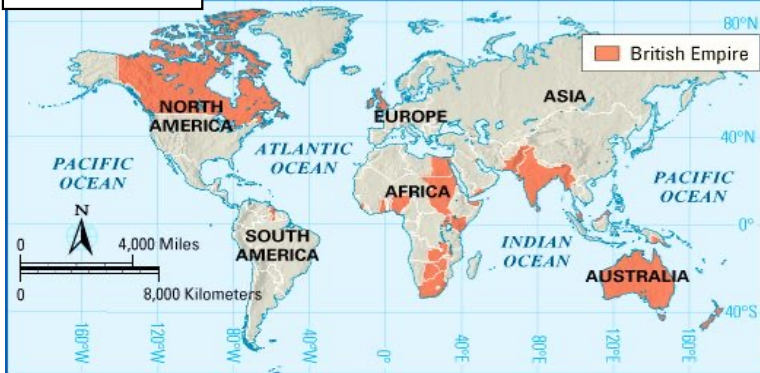 80°N
British Empire
NORTH
AMERICA
EUROPE
ASIA
ATLANTIC
OCEAN
40°N
PACIFIC
OCEAN
PACIFIC
OCEAN
AFRICA
N
0 4,000 Miles
0 8,000 Kilometers
SOUTH
AMERICA
INDIAN
OCEAN
0°
AUSTRALIA
40°S
160°W
120°W
80°W
40°W
0°
40°E
80°E
120°E
160°E